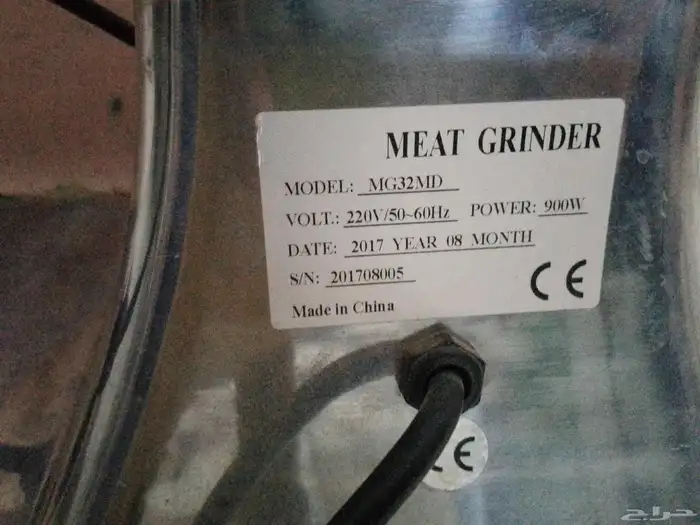 MEAT GRINDER
MODEL: MG32MD
VOLT.: 220V/50~60Hz POWER: 900W
DATE: 2017 YEAR 08 MONTH
S/N: 201708005
CE
Made in China
CE
حراج